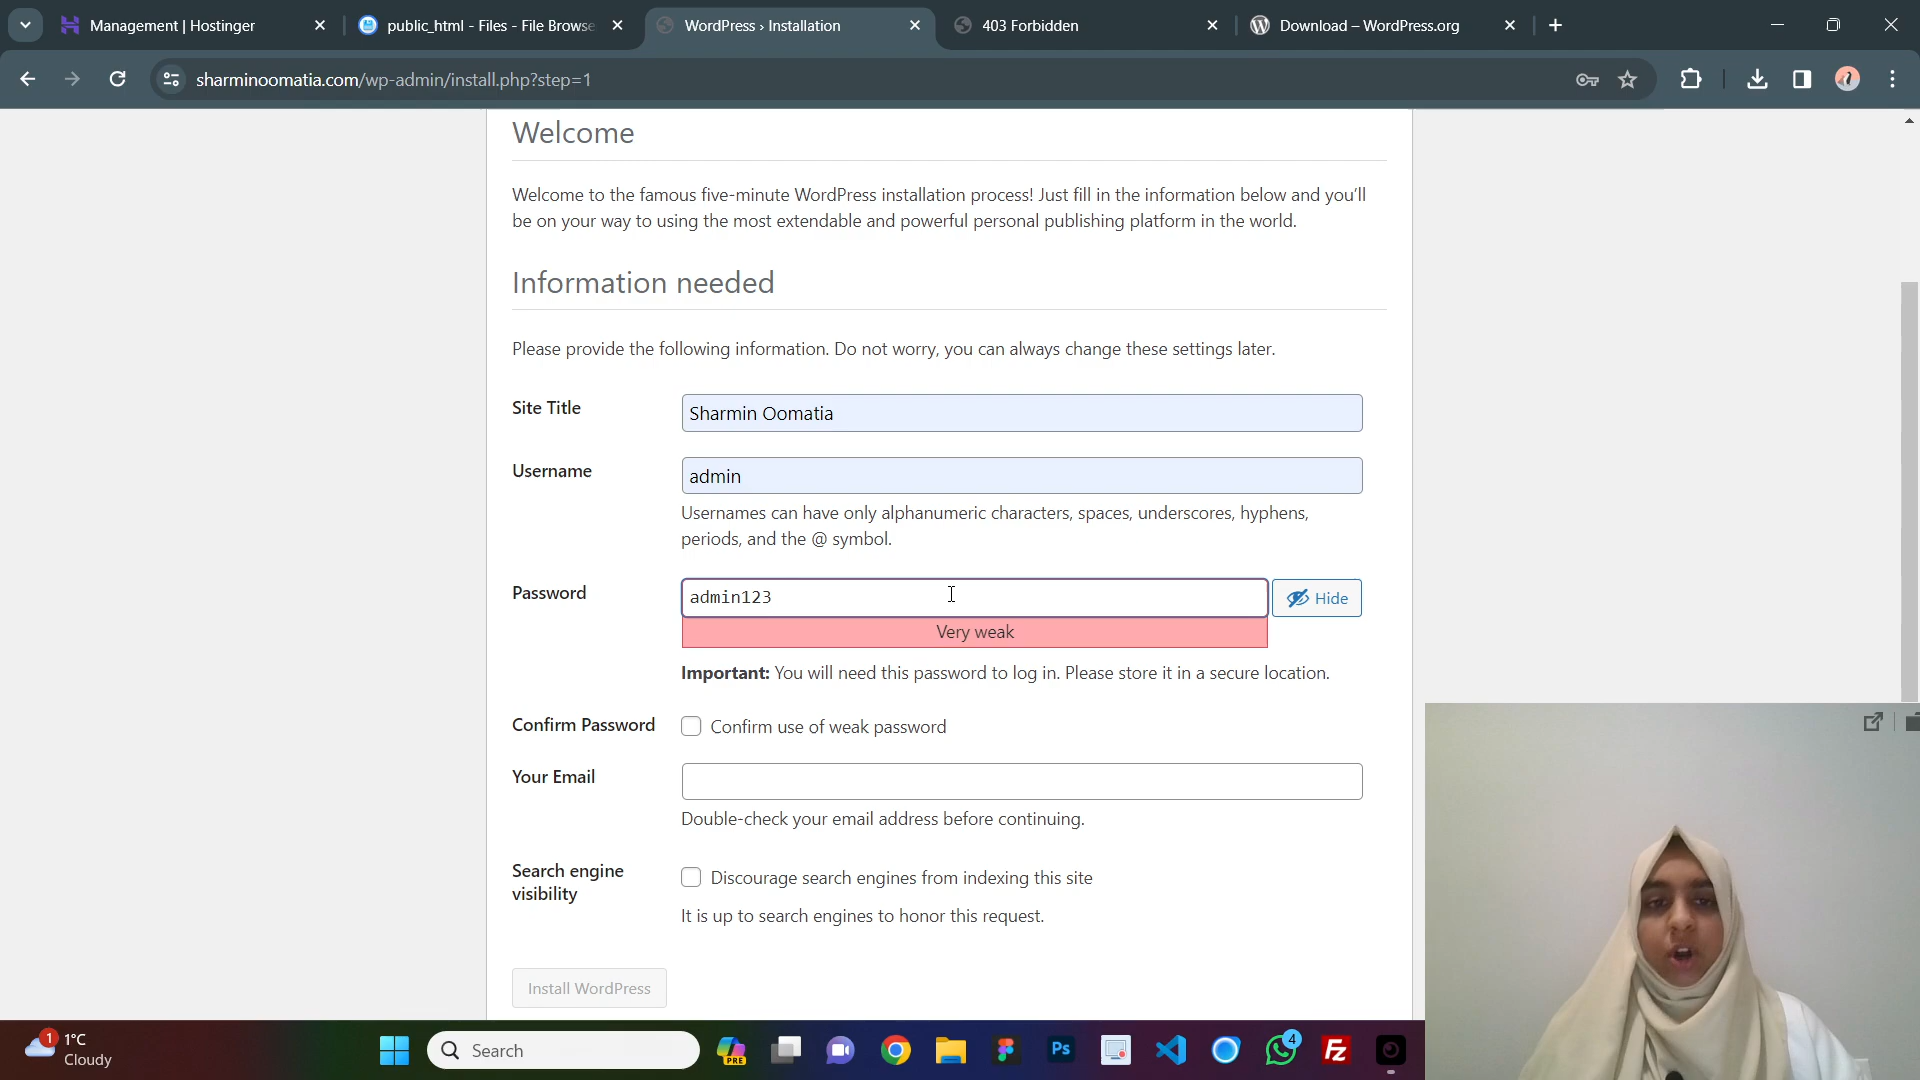 Management | Hostinger
public_html - Files - File Browse
WordPress › Installation
403 Forbidden
Download – WordPress.org
sharminoomatia.com/wp-admin/install.php?step=1
Welcome
Welcome to the famous five-minute WordPress installation process! Just fill in the information below and you’ll
be on your way to using the most extendable and powerful personal publishing platform in the world.
Information needed
Please provide the following information. Do not worry, you can always change these settings later.
Site Title
Sharmin Oomatia
Username
admin
Usernames can have only alphanumeric characters, spaces, underscores, hyphens,
periods, and the @ symbol.
Password
admin123
Hide
Very weak
Important: You will need this password to log in. Please store it in a secure location.
Confirm Password
Confirm use of weak password
Your Email
Double-check your email address before continuing.
Search engine
visibility
Discourage search engines from indexing this site
It is up to search engines to honor this request.
Install WordPress
1
1°C
Cloudy
Search
PRE
Ps
4
FZ